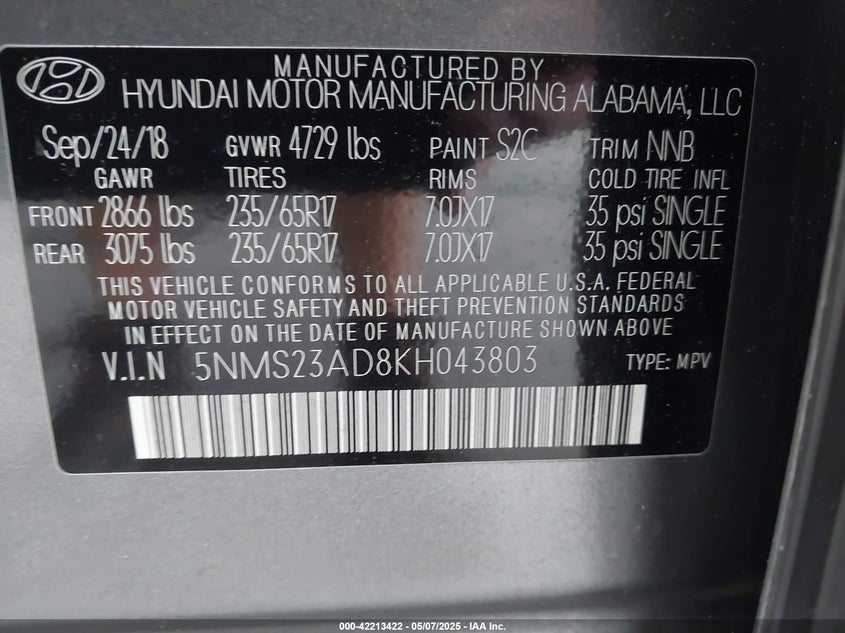 MANUFACTURED BY
HYUNDAI MOTOR MANUFACTURING ALABAMA, LLC
Sep/24/18 GVWR 4729 lbs PAINT S2C TRIM NNB
GAWR TIRES RIMS COLD TIRE INFL
FRONT 2866 lbs 235/65R17 7.0JX17 35 psi SINGLE
REAR 3075 lbs 235/65R17 7.0JX17 35 psi SINGLE
THIS VEHICLE CONFORMS TO ALL APPLICABLE U.S.A. FEDERAL
MOTOR VEHICLE SAFETY AND THEFT PREVENTION STANDARDS
IN EFFECT ON THE DATE OF MANUFACTURE SHOWN ABOVE
V.I.N 5NMS23AD8KH043803 TYPE: MPV
000-42213422 - 05/07/2025 - IAA Inc.